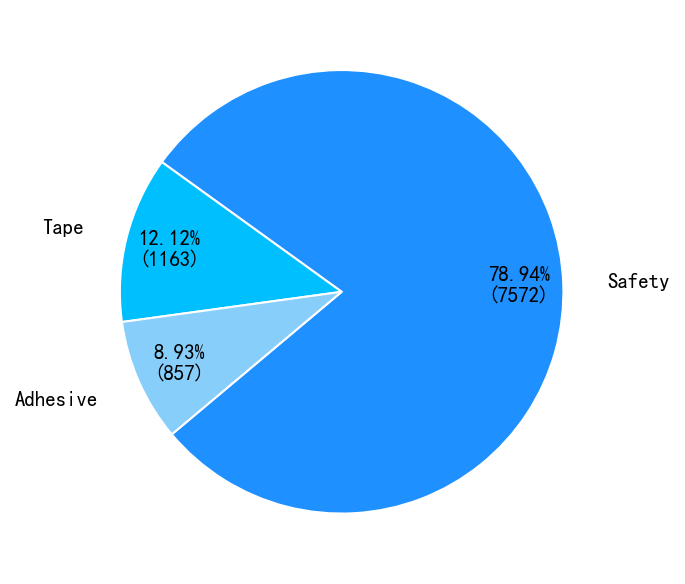 Tape
12.12%
(1163)
78.94%
(7572)
Safety
8.93%
(857)
Adhesive